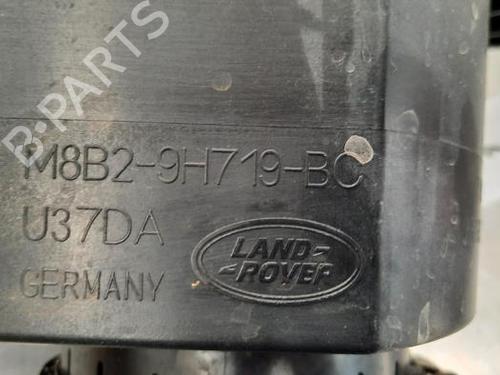 B-PARTS
M8B2-9H719-BC
U37DA
LAND-
-ROVER
GERMANY